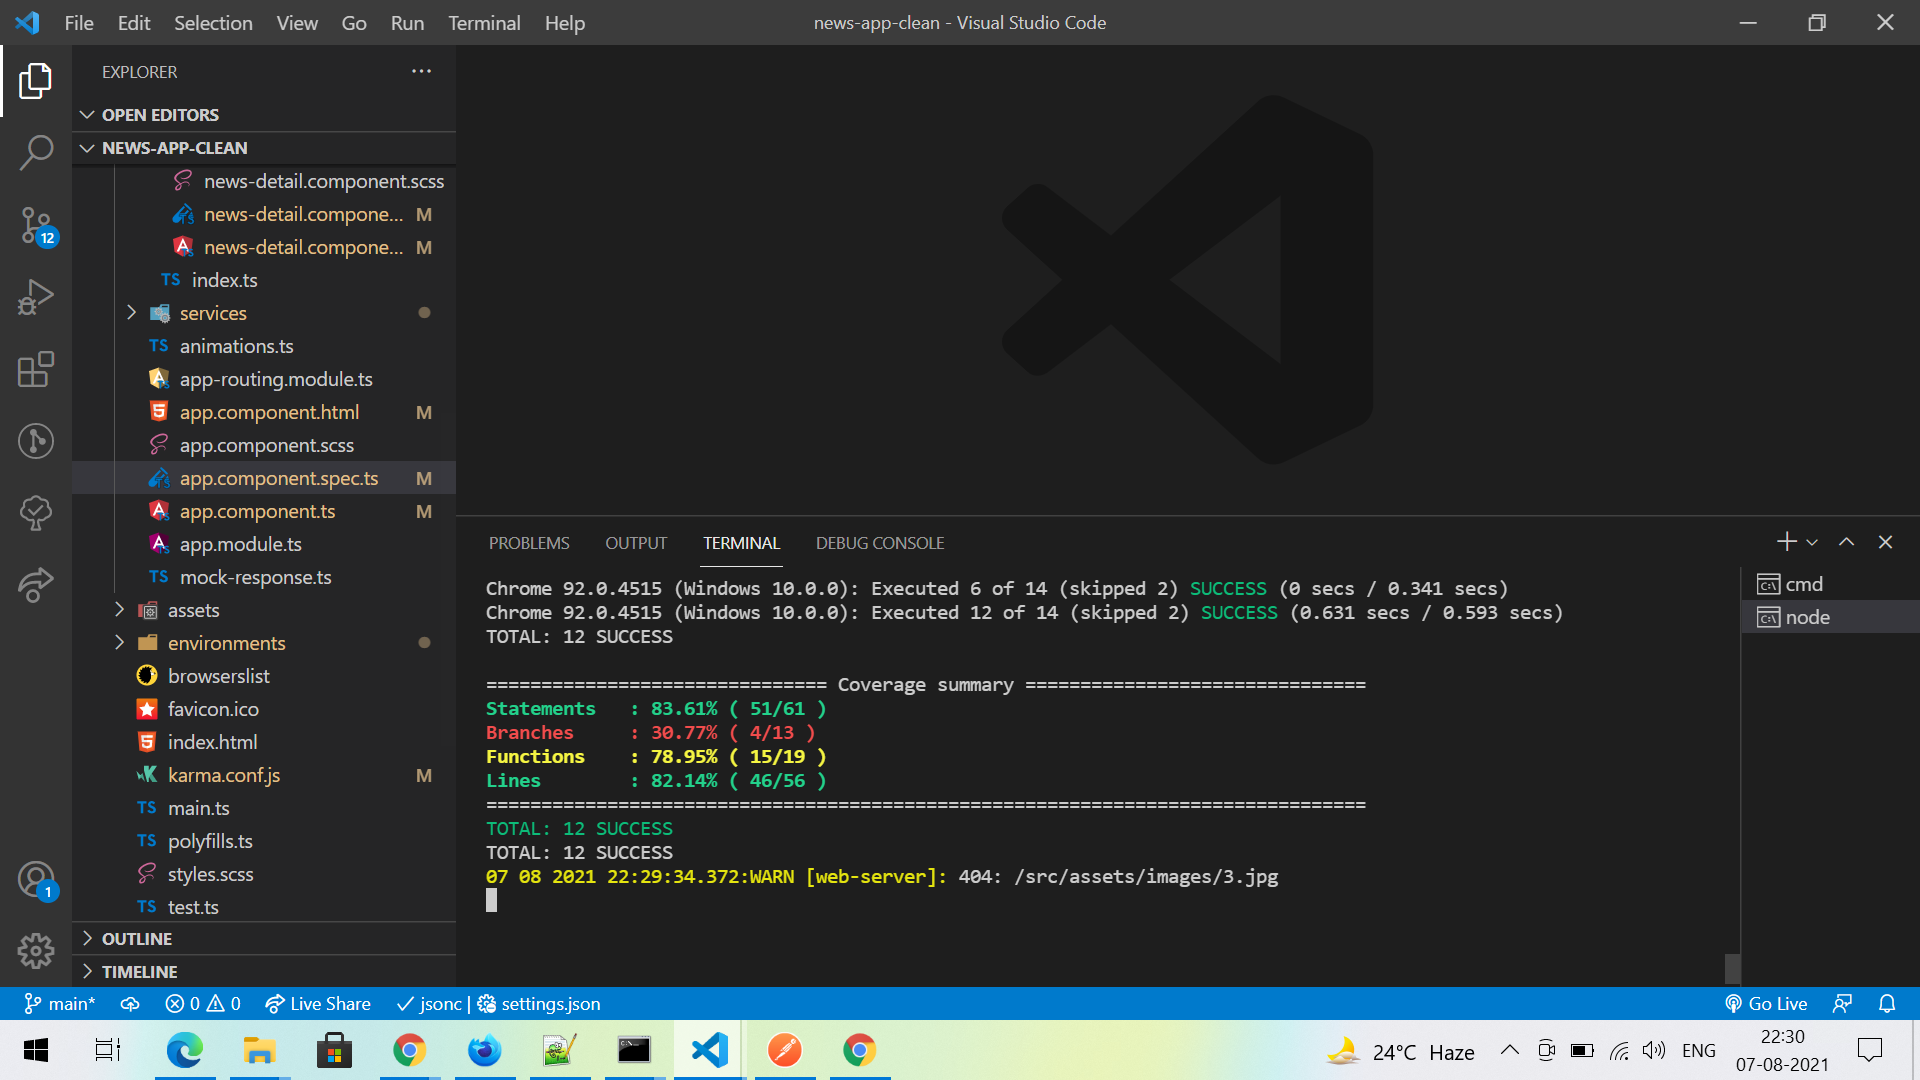 File Edit Selection View Go Run Terminal Help
news-app-clean - Visual Studio Code
EXPLORER
OPEN EDITORS
NEWS-APP-CLEAN
news-detail.component.scss
news-detail.compone... M
news-detail.compone... M
TS index.ts
services
TS animations.ts
app-routing.module.ts
app.component.html M
app.component.scss
app.component.spec.ts M
app.component.ts M
app.module.ts
TS mock-response.ts
assets
environments
browserslist
favicon.ico
index.html
karma.conf.js M
TS main.ts
TS polyfills.ts
styles.scss
TS test.ts
OUTLINE
TIMELINE
12
1
PROBLEMS OUTPUT TERMINAL DEBUG CONSOLE
Chrome 92.0.4515 (Windows 10.0.0): Executed 6 of 14 (skipped 2) SUCCESS (0 secs / 0.341 secs)
Chrome 92.0.4515 (Windows 10.0.0): Executed 12 of 14 (skipped 2) SUCCESS (0.631 secs / 0.593 secs)
TOTAL: 12 SUCCESS
=============================== Coverage summary ===============================
Statements   : 83.61% ( 51/61 )
Branches     : 30.77% ( 4/13 )
Functions    : 78.95% ( 15/19 )
Lines        : 82.14% ( 46/56 )
================================================================================
TOTAL: 12 SUCCESS
TOTAL: 12 SUCCESS
07 08 2021 22:29:34.372:WARN [web-server]: 404: /src/assets/images/3.jpg
cmd
node
main* 0 0 Live Share jsonc | settings.json
Go Live
24°C Haze
ENG
22:30
07-08-2021